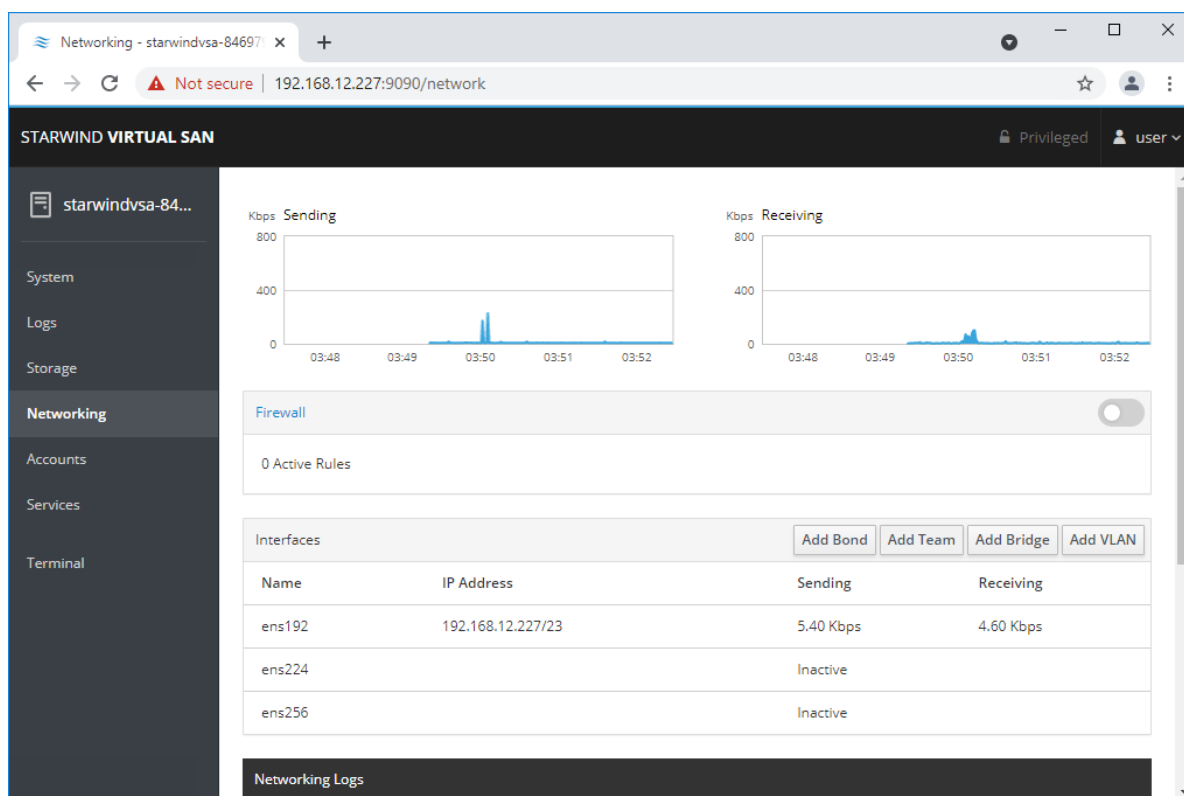 Networking - starwindvsa-84697
Not secure | 192.168.12.227:9090/network
STARWIND VIRTUAL SAN
Privileged
user
starwindvsa-84...
System
Logs
Storage
Networking
Accounts
Services
Terminal
Kbps Sending
800
400
0
03:48 03:49 03:50 03:51 03:52
Kbps Receiving
800
400
0
03:48 03:49 03:50 03:51 03:52
Firewall
0 Active Rules
Interfaces Add Bond Add Team Add Bridge Add VLAN
Name IP Address Sending Receiving
ens192 192.168.12.227/23 5.40 Kbps 4.60 Kbps
ens224 Inactive
ens256 Inactive
Networking Logs